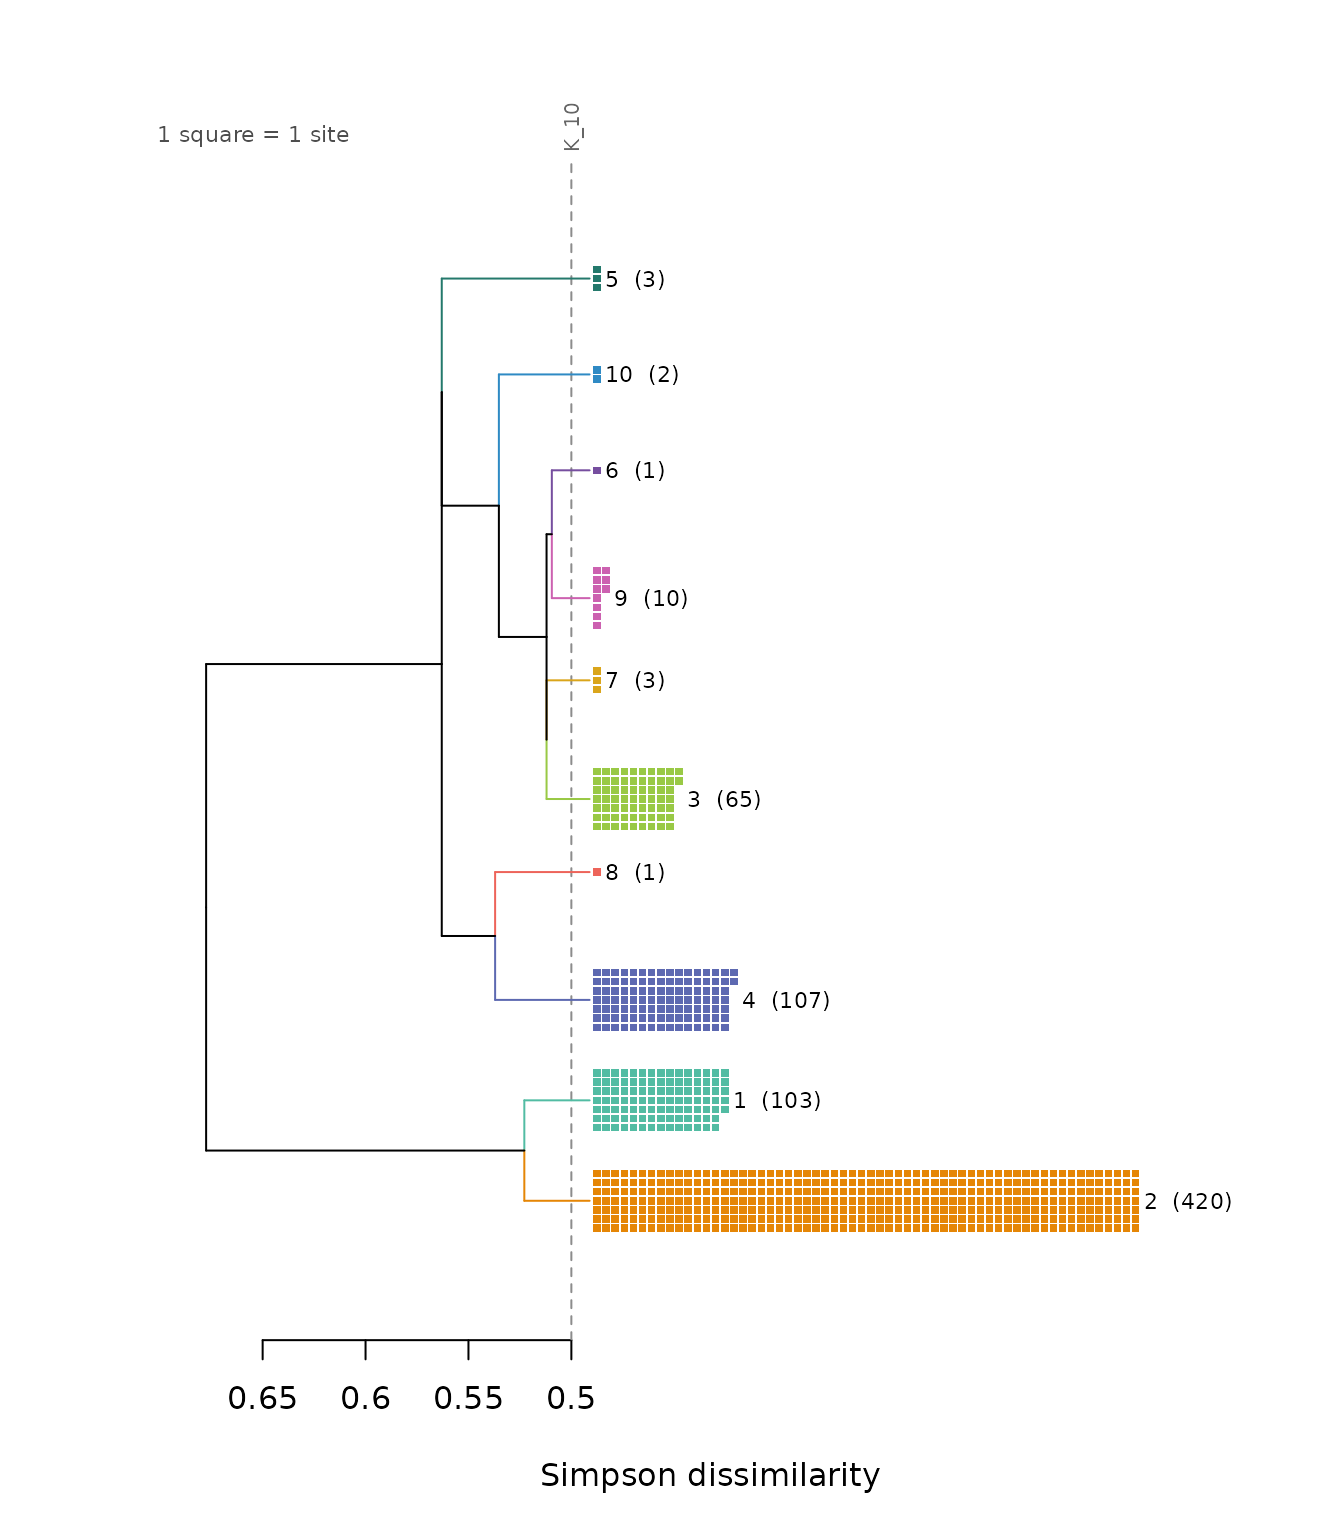 K_10
1 square = 1 site
5 (3)
10 (2)
6 (1)
9 (10)
7 (3)
3 (65)
8 (1)
4 (107)
1 (103)
2 (420)
0.65 0.6 0.55 0.5
Simpson dissimilarity